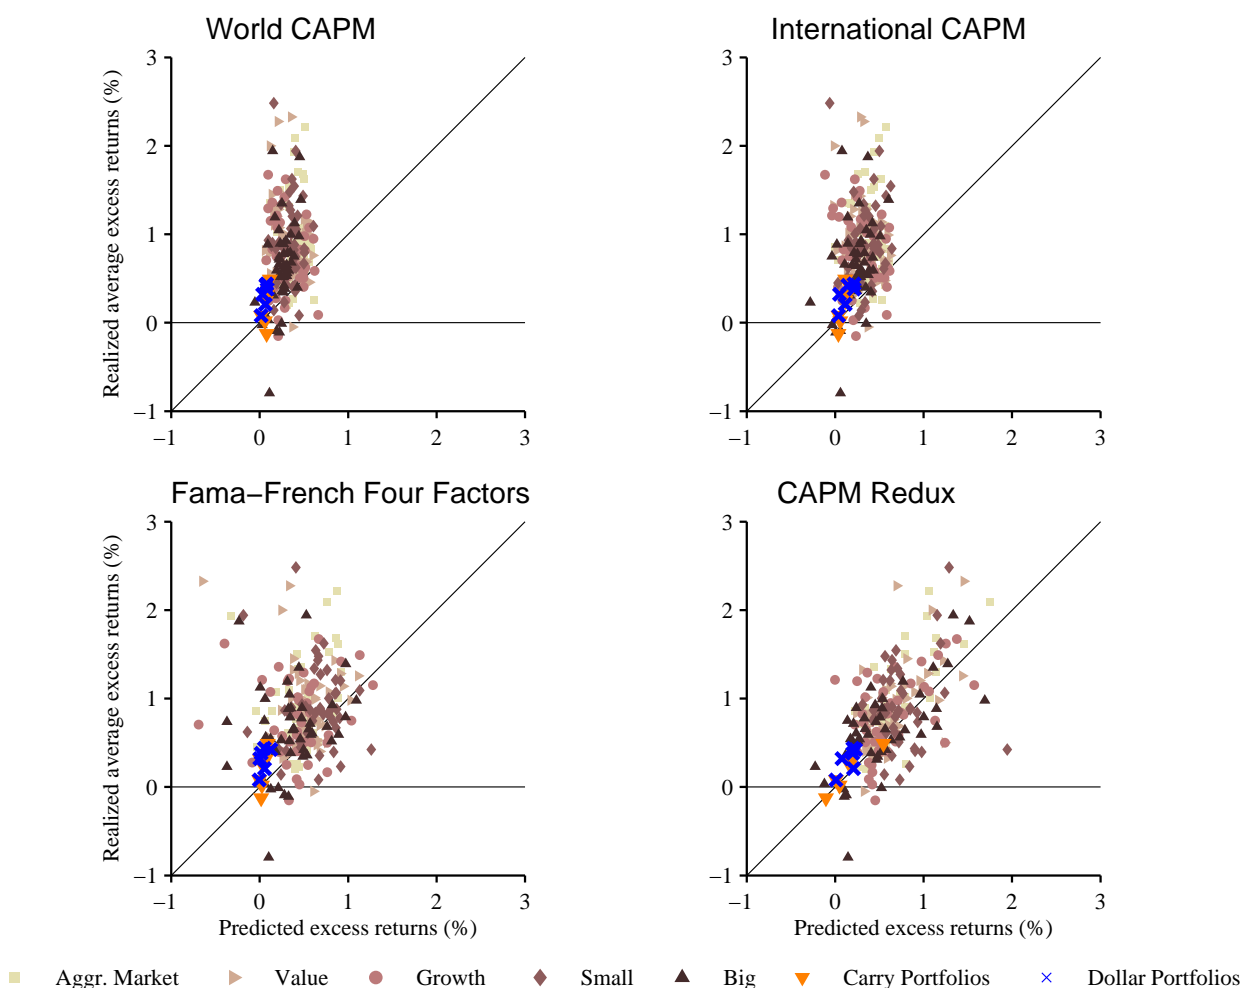 World CAPM
International CAPM
Realized average excess returns (%)
3
2
1
0
−1
−1 0 1 2 3
3
2
1
0
−1
−1 0 1 2 3
Fama−French Four Factors
CAPM Redux
Realized average excess returns (%)
3
2
1
0
−1
−1 0 1 2 3
Predicted excess returns (%)
3
2
1
0
−1
−1 0 1 2 3
Predicted excess returns (%)
Aggr. Market Value Growth Small Big Carry Portfolios Dollar Portfolios